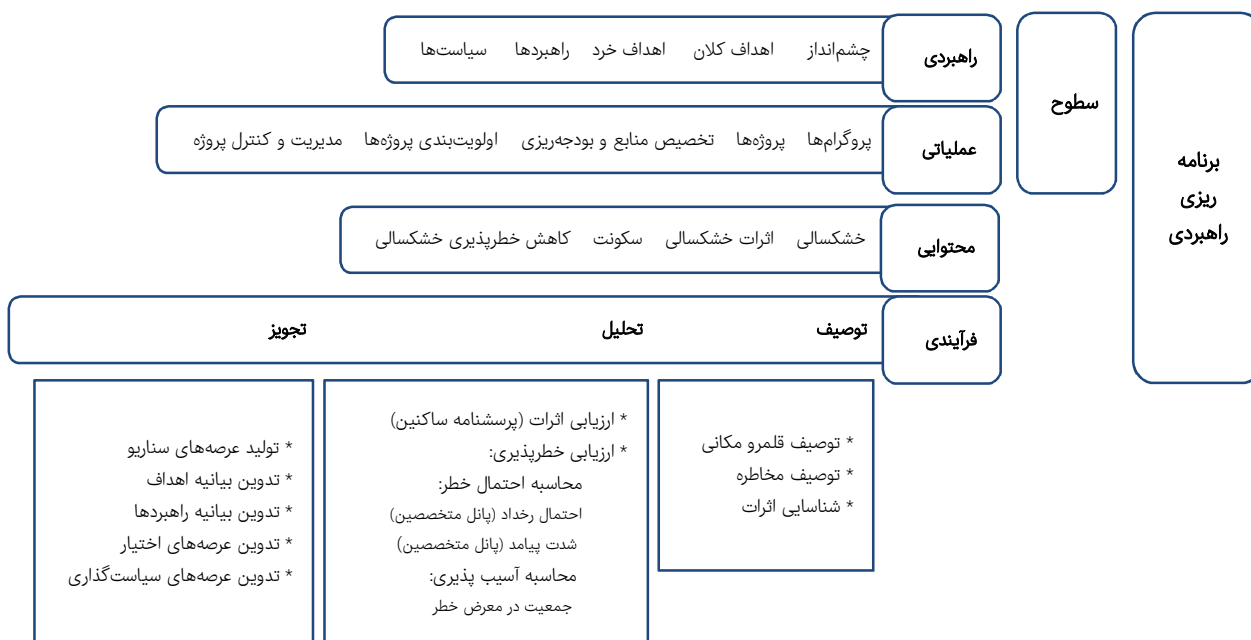 برنامه
ریزی
راهبردی
سطوح
راهبردی
چشم‌انداز اهداف کلان اهداف خرد راهبردها سیاست‌ها
عملیاتی
پروگرام‌ها پروژه‌ها تخصیص منابع و بودجه‌ریزی اولویت‌بندی پروژه‌ها مدیریت و کنترل پروژه
محتوایی
خشکسالی اثرات خشکسالی سکونت کاهش خطرپذیری خشکسالی
فرآیندی
توصیف تحلیل تجویز
* توصیف قلمرو مکانی
* توصیف مخاطره
* شناسایی اثرات
* ارزیابی اثرات (پرسشنامه ساکنین)
* ارزیابی خطرپذیری:
محاسبه احتمال خطر:
احتمال رخداد (پانل متخصصین)
شدت پیامد (پانل متخصصین)
محاسبه آسیب پذیری:
جمعیت در معرض خطر
* تولید عرصه‌های سناریو
* تدوین بیانیه اهداف
* تدوین بیانیه راهبردها
* تدوین عرصه‌های اختیار
* تدوین عرصه‌های سیاست‌گذاری